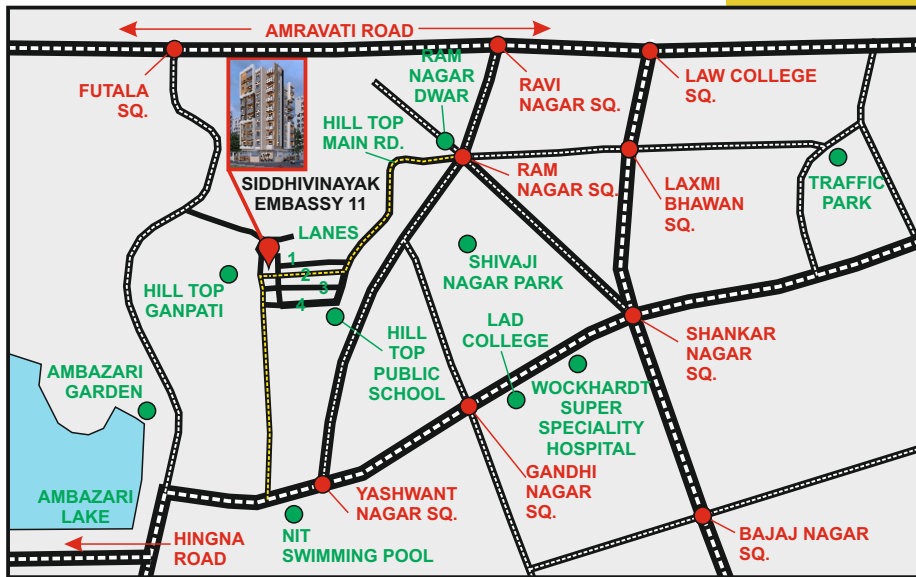 AMRAVATI ROAD
FUTALA
SQ.
RAM
NAGAR
DWAR
RAVI
NAGAR SQ.
LAW COLLEGE
SQ.
HILL TOP
MAIN RD.
RAM
NAGAR SQ.
LAXMI
BHAWAN
SQ.
TRAFFIC
PARK
SIDDHIVINAYAK
EMBASSY 11
LANES
1
2
3
4
HILL TOP
GANPATI
SHIVAJI
NAGAR PARK
HILL
TOP
PUBLIC
SCHOOL
LAD
COLLEGE
SHANKAR
NAGAR
SQ.
AMBAZARI
GARDEN
WOCKHARDT
SUPER
SPECIALITY
HOSPITAL
GANDHI
NAGAR
SQ.
AMBAZARI
LAKE
YASHWANT
NAGAR SQ.
HINGNA
ROAD
NIT
SWIMMING POOL
BAJAJ NAGAR
SQ.